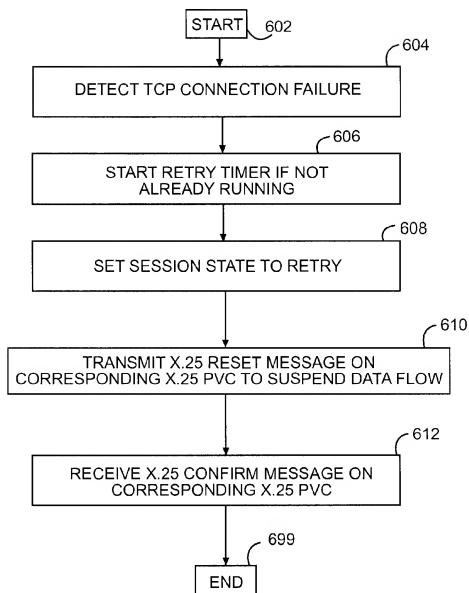 START
602
604
DETECT TCP CONNECTION FAILURE
606
START RETRY TIMER IF NOT
ALREADY RUNNING
608
SET SESSION STATE TO RETRY
610
TRANSMIT X.25 RESET MESSAGE ON
CORRESPONDING X.25 PVC TO SUSPEND DATA FLOW
612
RECEIVE X.25 CONFIRM MESSAGE ON
CORRESPONDING X.25 PVC
699
END